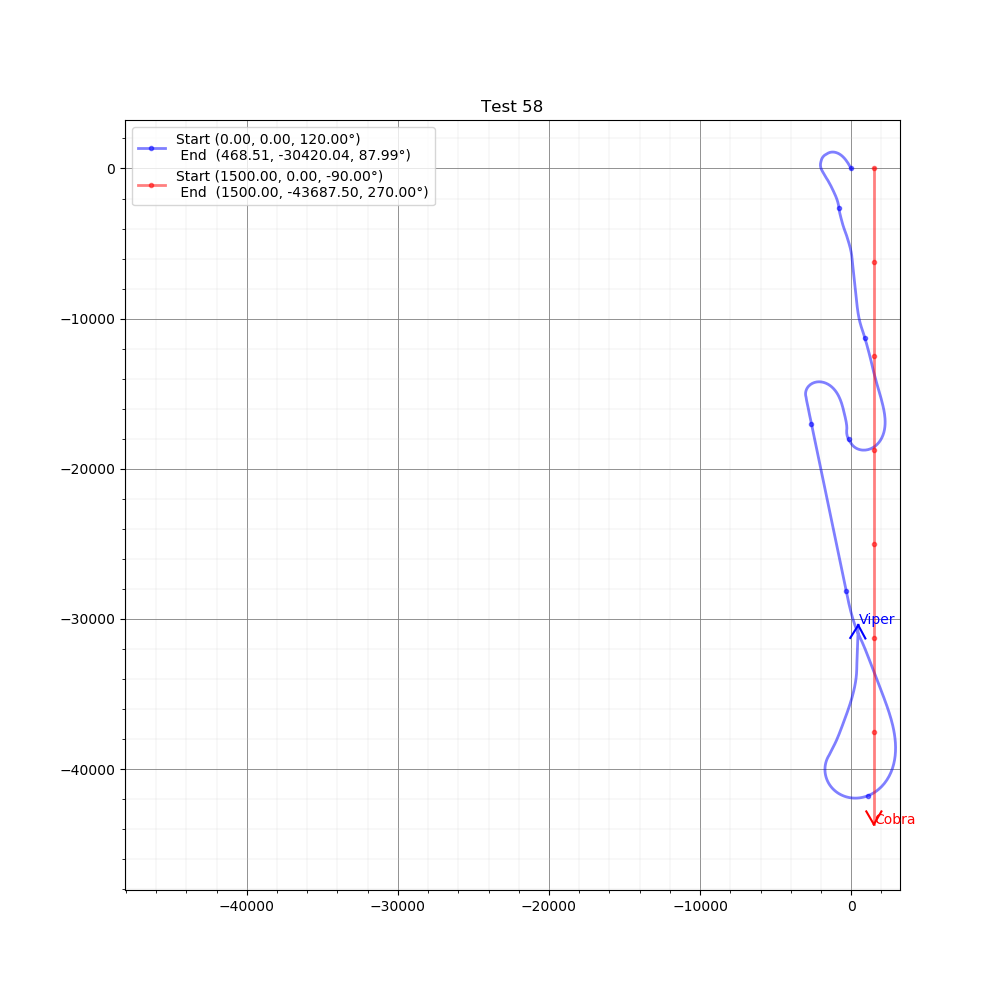 Test 58
Start (0.00, 0.00, 120.00°)
End  (468.51, -30420.04, 87.99°)
Start (1500.00, 0.00, -90.00°)
End  (1500.00, -43687.50, 270.00°)
0
−10000
−20000
−30000
−40000
Viper
Cobra
−40000
−30000
−20000
−10000
0